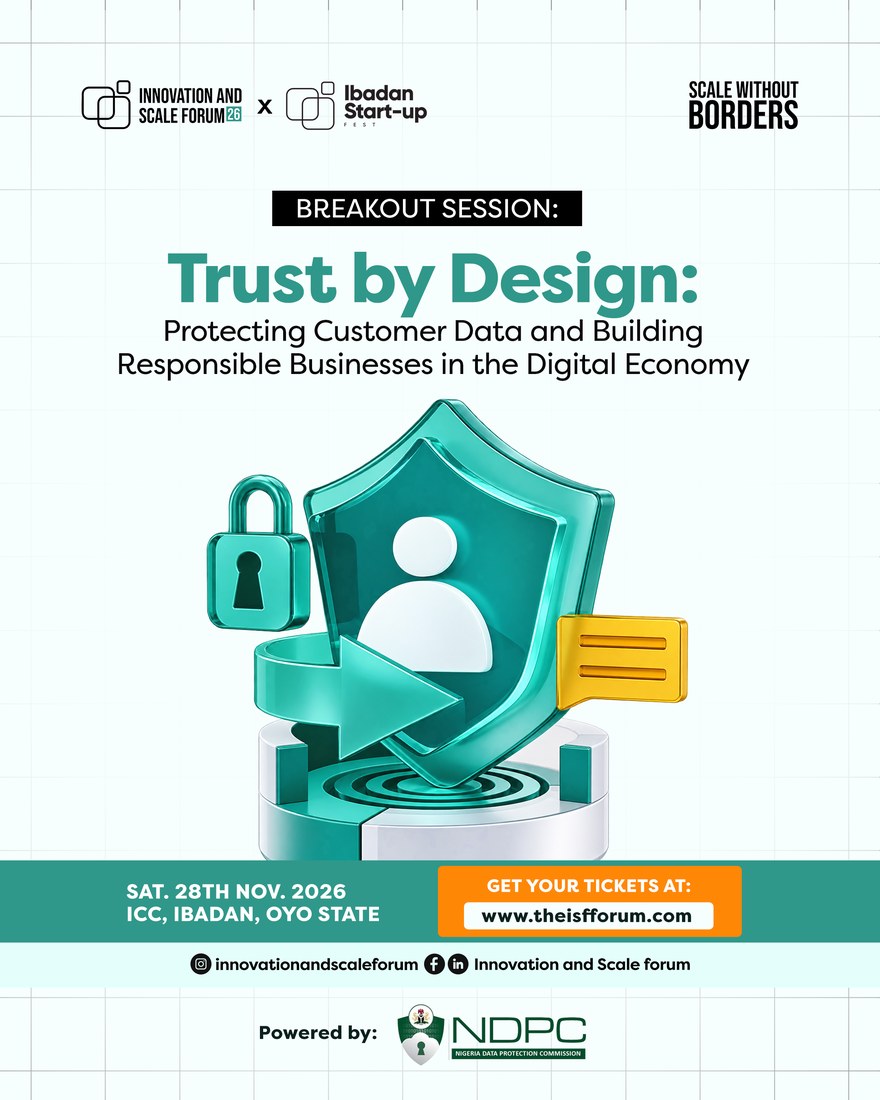 INNOVATION AND
SCALE FORUM 26
X
Ibadan
Start-up
FEST
SCALE WITHOUT
BORDERS
BREAKOUT SESSION:
Trust by Design:
Protecting Customer Data and Building
Responsible Businesses in the Digital Economy
SAT. 28TH NOV. 2026
ICC, IBADAN, OYO STATE
GET YOUR TICKETS AT:
www.theisfforum.com
innovationandscaleforum
in Innovation and Scale forum
Powered by:
NDPC
NIGERIA DATA PROTECTION COMMISSION